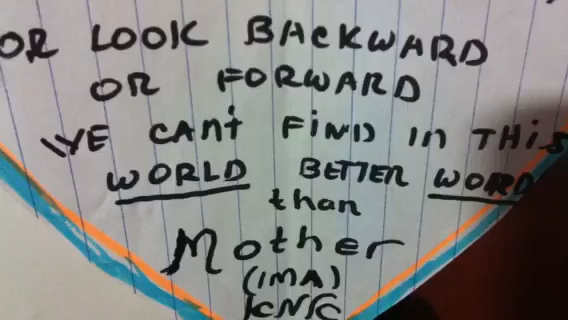 OR LOOK BACKWARD
OR FORWARD
WE CAN't FiND in THiS
WORLD BETTER WORD
than
Mother
(IMA)